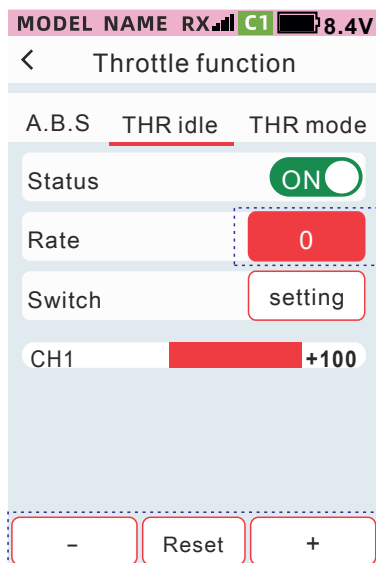 MODEL NAME RX C1 8.4V
< Throttle function
A.B.S THR idle THR mode
Status ON
Rate 0
Switch setting
CH1 +100
- Reset +